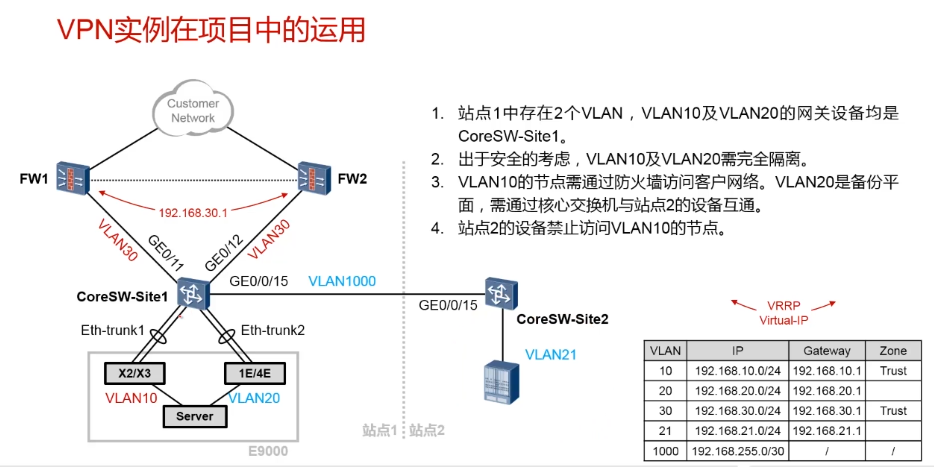 VPN实例在项目中的运用
Customer
Network
FW1
FW2
192.168.30.1
VLAN30
GE0/11
GE0/12
VLAN30
CoreSW-Site1
GE0/0/15
VLAN1000
GE0/0/15
CoreSW-Site2
Eth-trunk1
Eth-trunk2
X2/X3
1E/4E
VLAN10
VLAN20
Server
E9000
站点1
站点2
VLAN21
1. 站点1中存在2个VLAN，VLAN10及VLAN20的网关设备均是
CoreSW-Site1。
2. 出于安全的考虑，VLAN10及VLAN20需完全隔离。
3. VLAN10的节点需通过防火墙访问客户网络。VLAN20是备份平
面，需通过核心交换机与站点2的设备互通。
4. 站点2的设备禁止访问VLAN10的节点。
VRRP
Virtual-IP
VLAN IP Gateway Zone
10 192.168.10.0/24 192.168.10.1 Trust
20 192.168.20.0/24 192.168.20.1
30 192.168.30.0/24 192.168.30.1 Trust
21 192.168.21.0/24 192.168.21.1
1000 192.168.255.0/30 / /